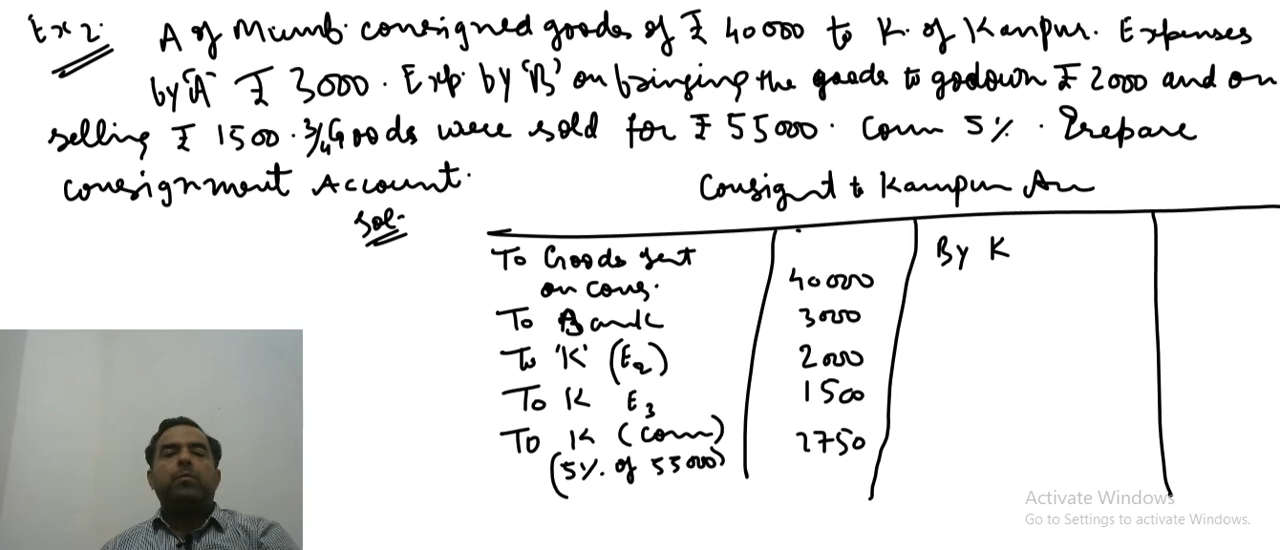 Ex 2. A of Mumb. consigned goods of ₹ 40000 to K. of Kanpur. Expenses
by 'A' ₹ 3000. Exp. by 'B' on bringing the goods to godown ₹ 2000 and on
selling ₹ 1500. 3/4 Goods were sold for ₹ 55000. Comm 5%. Prepare
Consignment Account.
Sol-
Consignt to Kanpur Acc
To Goods sent
on cons. 40000
To Bank 3000
To 'K' (E2) 2000
To K E3 1500
To K (Comm) 2750
(5% of 55000)
By K
Activate Windows
Go to Settings to activate Windows.